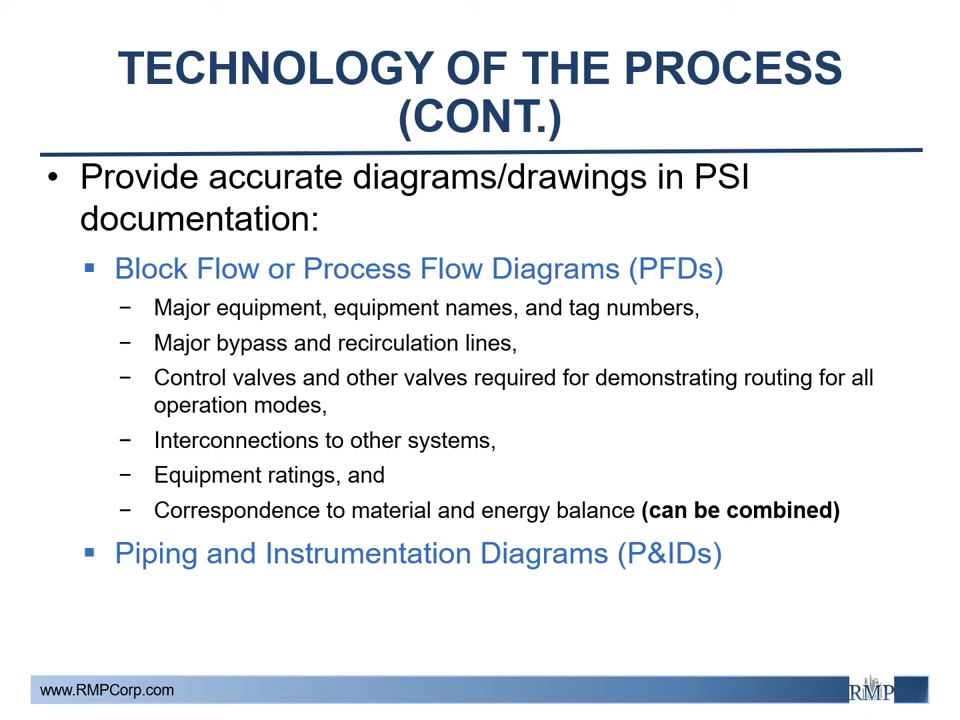 TECHNOLOGY OF THE PROCESS
(CONT.)
• Provide accurate diagrams/drawings in PSI
documentation:
▪ Block Flow or Process Flow Diagrams (PFDs)
− Major equipment, equipment names, and tag numbers,
− Major bypass and recirculation lines,
− Control valves and other valves required for demonstrating routing for all
operation modes,
− Interconnections to other systems,
− Equipment ratings, and
− Correspondence to material and energy balance (can be combined)
▪ Piping and Instrumentation Diagrams (P&IDs)
www.RMPCorp.com
RMP